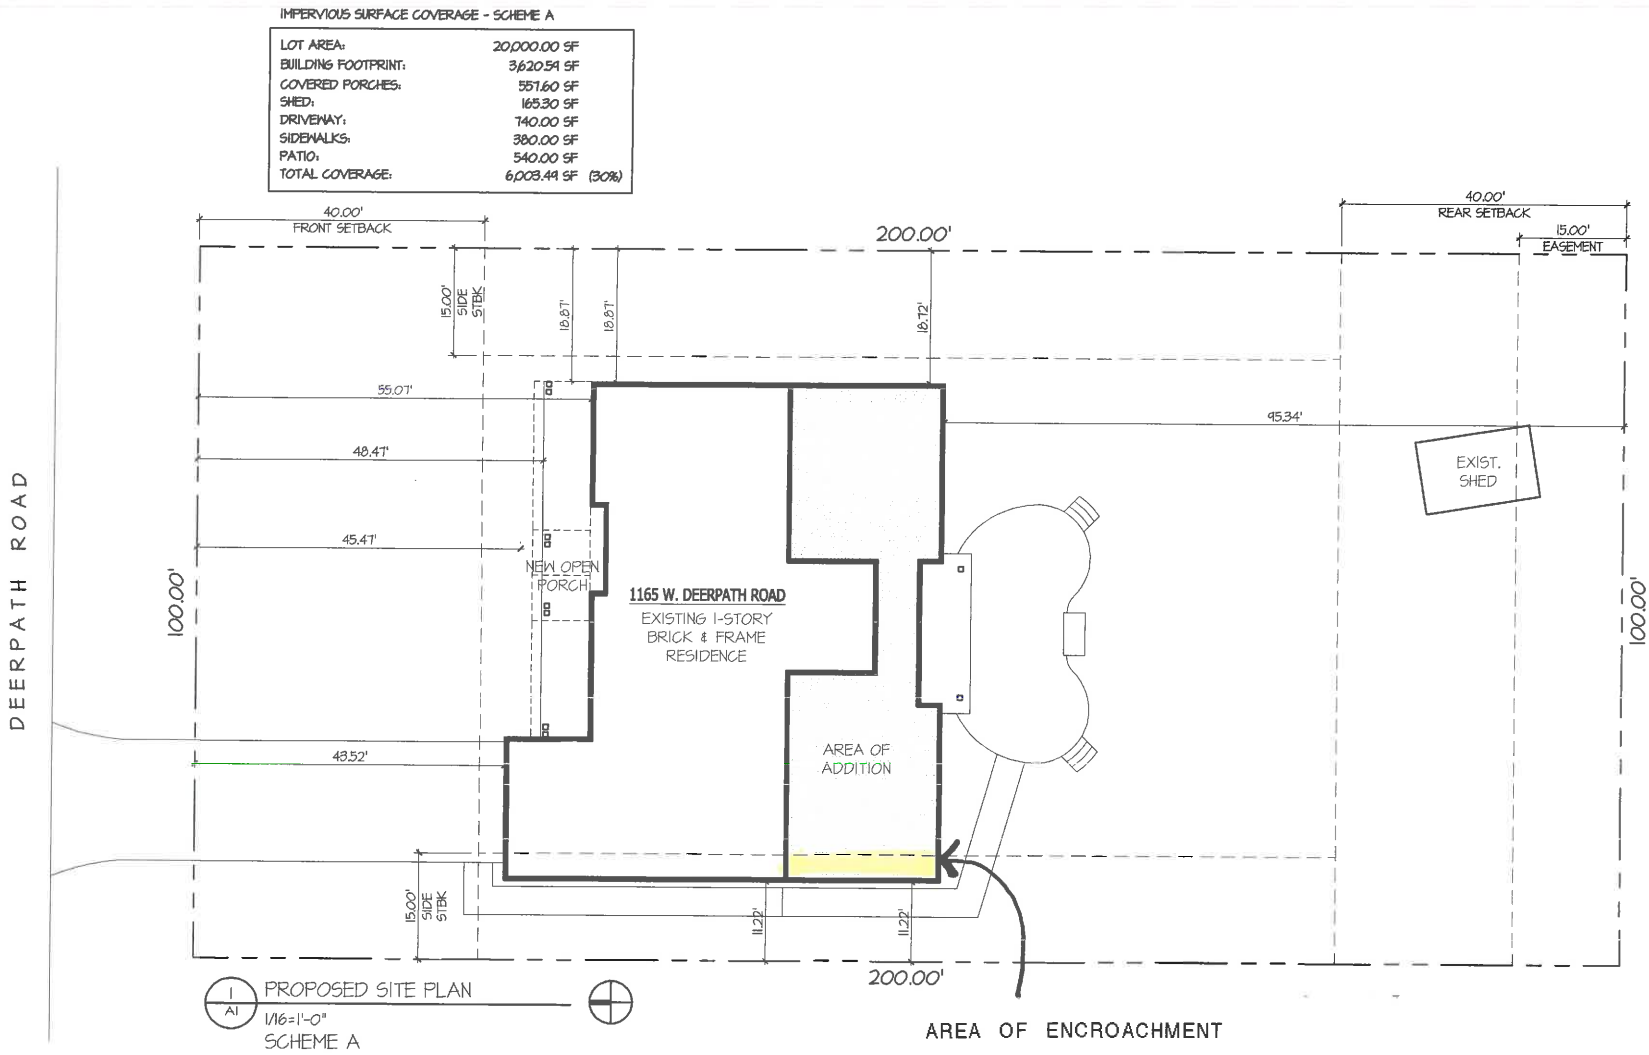 IMPERVIOUS SURFACE COVERAGE - SCHEME A
LOT AREA: 20,000.00 SF
BUILDING FOOTPRINT: 3,620.59 SF
COVERED PORCHES: 557.60 SF
SHED: 165.30 SF
DRIVEWAY: 740.00 SF
SIDEWALKS: 380.00 SF
PATIO: 540.00 SF
TOTAL COVERAGE: 6,003.49 SF (30%)
40.00'
FRONT SETBACK
200.00'
40.00'
REAR SETBACK
15.00'
EASEMENT
15.00'
SIDE
STBK
18.87'
18.87'
18.72'
55.07'
95.34'
48.47'
EXIST.
SHED
45.47'
NEW OPEN
PORCH
DEERPATH ROAD
100.00'
1165 W. DEERPATH ROAD
EXISTING 1-STORY
BRICK & FRAME
RESIDENCE
100.00'
43.52'
AREA OF
ADDITION
15.00'
SIDE
STBK
11.22'
11.22'
200.00'
1
A1
PROPOSED SITE PLAN
1/16=1'-0"
SCHEME A
AREA OF ENCROACHMENT